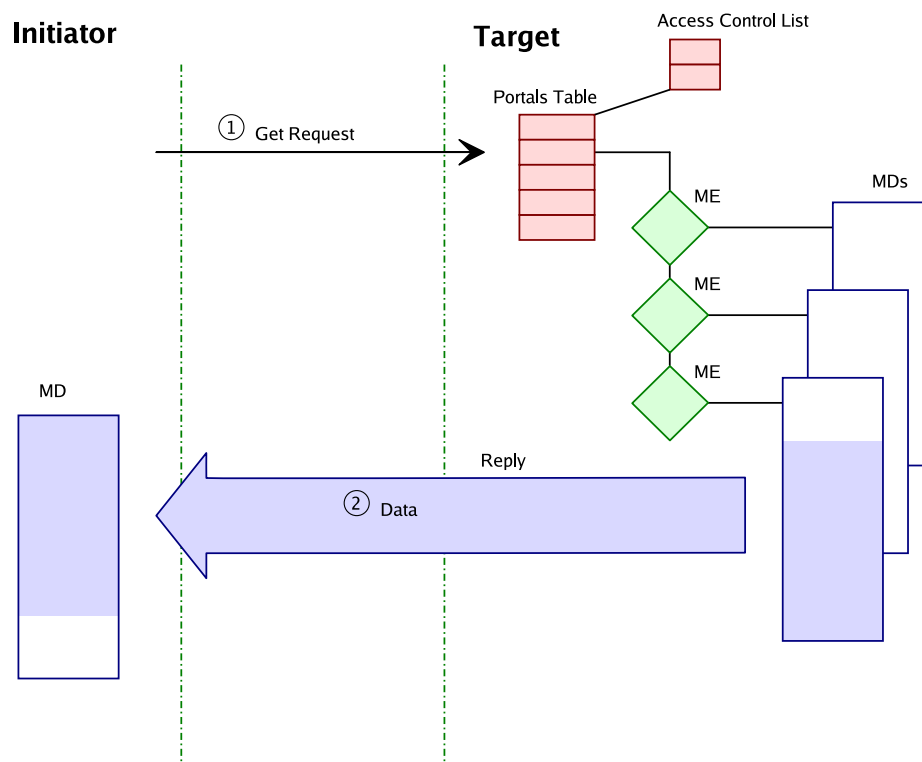 Initiator
Target
Access Control List
Portals Table
① Get Request
ME
MDs
ME
ME
MD
Reply
② Data